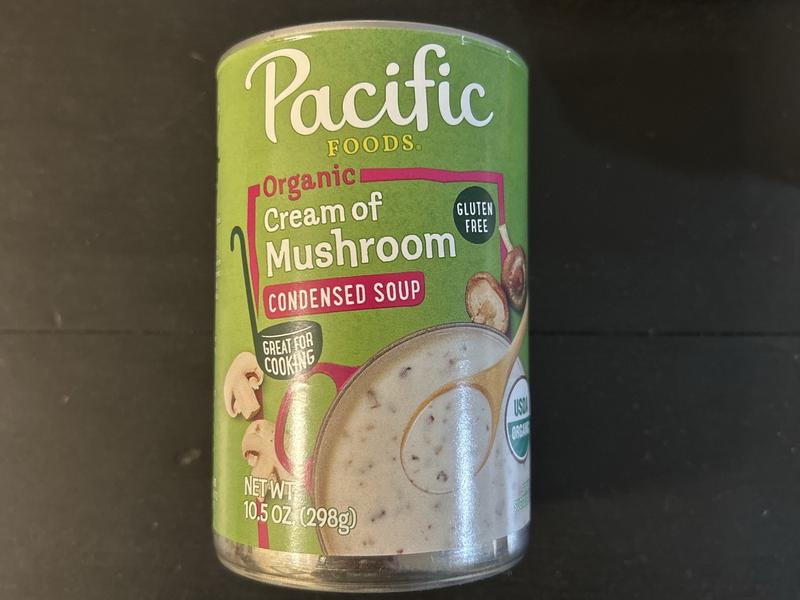 Pacific
FOODS®
Organic
Cream of
Mushroom
GLUTEN
FREE
CONDENSED SOUP
GREAT FOR
COOKING
USDA
ORGANIC
NET WT
10.5 OZ. (298g)